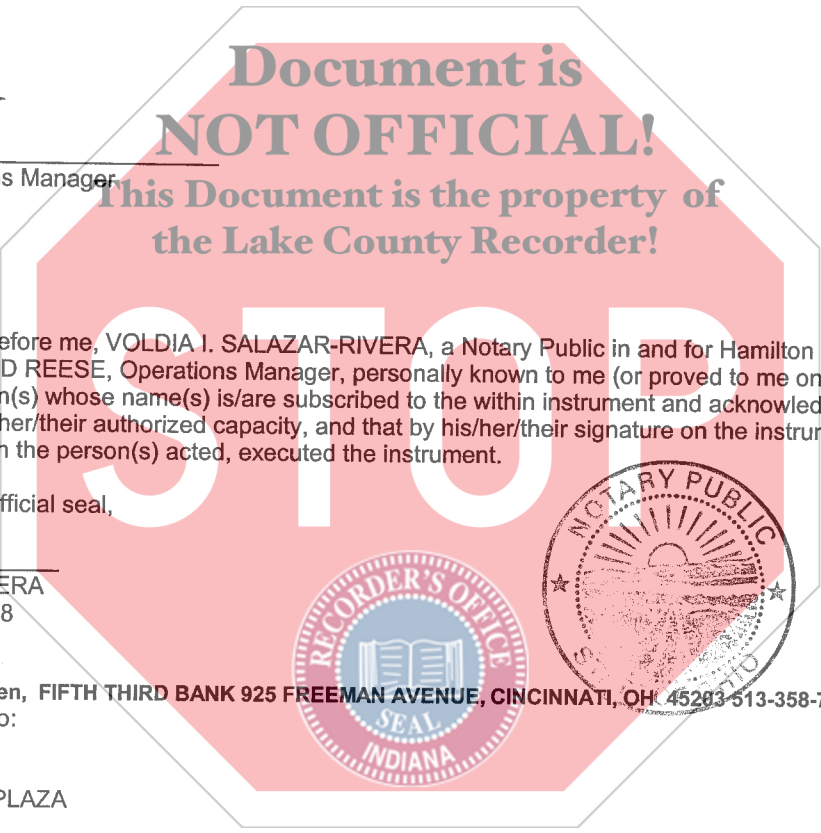 Document is
NOT OFFICIAL!
s Manager
This Document is the property of
the Lake County Recorder!
STOP
efore me, VOLDIA I. SALAZAR-RIVERA, a Notary Public in and for Hamilton
D REESE, Operations Manager, personally known to me (or proved to me on
n(s) whose name(s) is/are subscribed to the within instrument and acknowled
her/their authorized capacity, and that by his/her/their signature on the instru
n the person(s) acted, executed the instrument.
fficial seal,
NOTARY PUBLIC
ERA
8
RECORDER'S OFFICE
SEAL
INDIANA
en, FIFTH THIRD BANK 925 FREEMAN AVENUE, CINCINNATI, OH 45203 513-358-7
o:
PLAZA